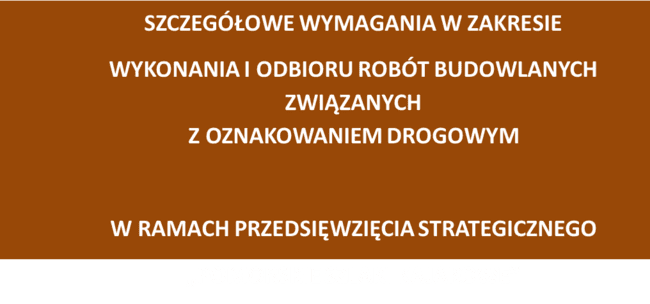 SZCZEGÓŁOWE WYMAGANIA W ZAKRESIE
WYKONANIA I ODBIORU ROBÓT BUDOWLANYCH
ZWIĄZANYCH
Z OZNAKOWANIEM DROGOWYM
W RAMACH PRZEDSIĘWZIĘCIA STRATEGICZNEGO